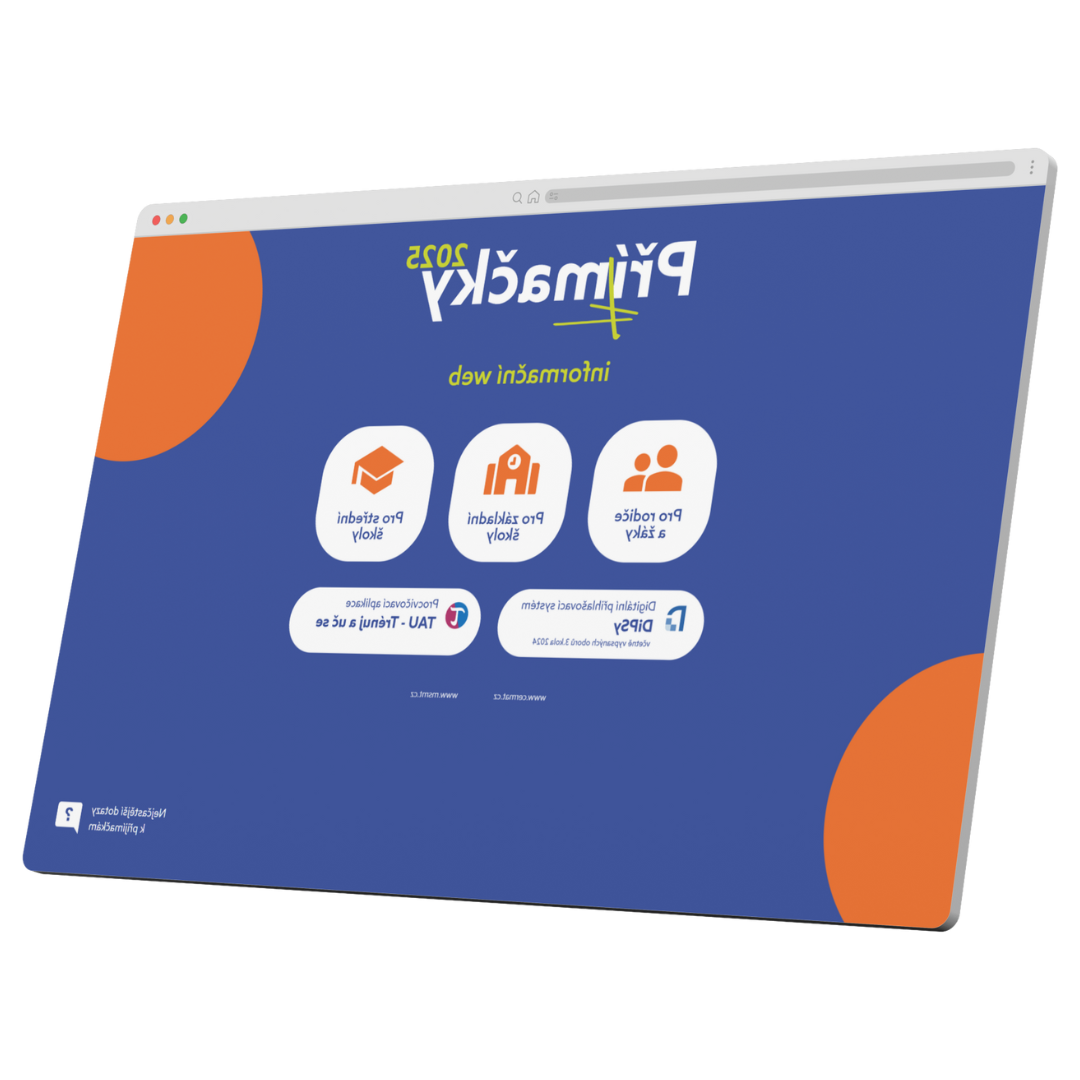 Přijímačky
2025
informační web
Pro rodiče
a žáky
Pro základní
školy
Pro střední
školy
Digitální přihlašovací systém
DiPSy
včetně vypsaných oborů 3.kola 2024
Procvičovací aplikace
TAU - Trénuj a uč se
www.cermat.cz
www.msmt.cz
Nejčastější dotazy
k přijímačkám
?